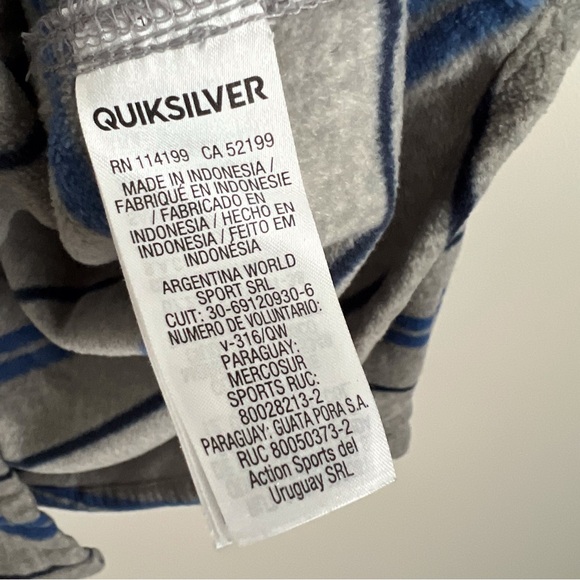 QUIKSILVER
RN 114199 CA 52199
MADE IN INDONESIA /
FABRIQUÉ EN INDONESIE
/ FABRICADO EN
INDONESIA / HECHO EN
INDONESIA / FEITO EM
INDONÉSIA
ARGENTINA WORLD
SPORT SRL
CUIT: 30-69120930-6
NUMERO DE VOLUNTARIO:
v-316/QW
PARAGUAY:
MERCOSUR
SPORTS RUC:
80028213-2
PARAGUAY: GUATA PORA S.A.
RUC 80050373-2
Action Sports del
Uruguay SRL